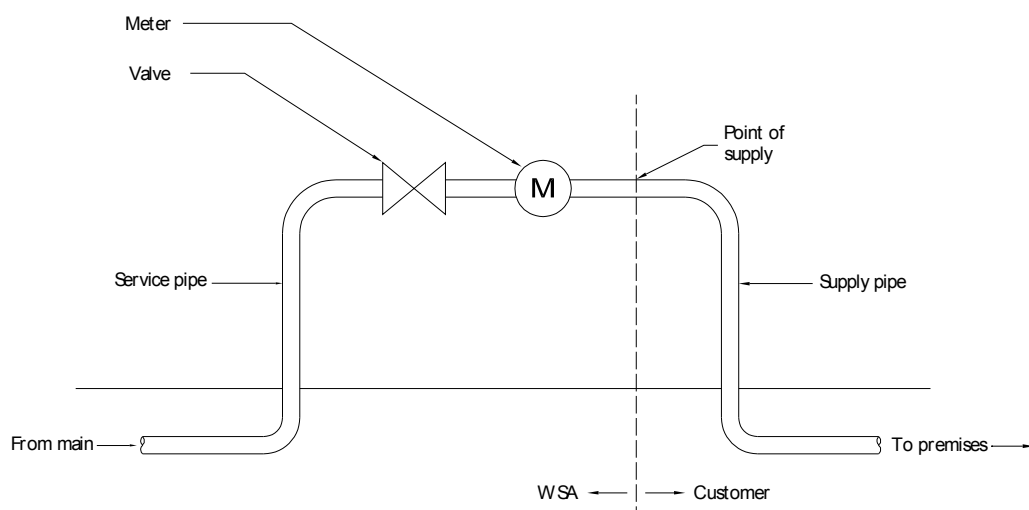 Meter
Valve
Point of
supply
M
Service pipe
Supply pipe
From main
To premises
WSA
Customer